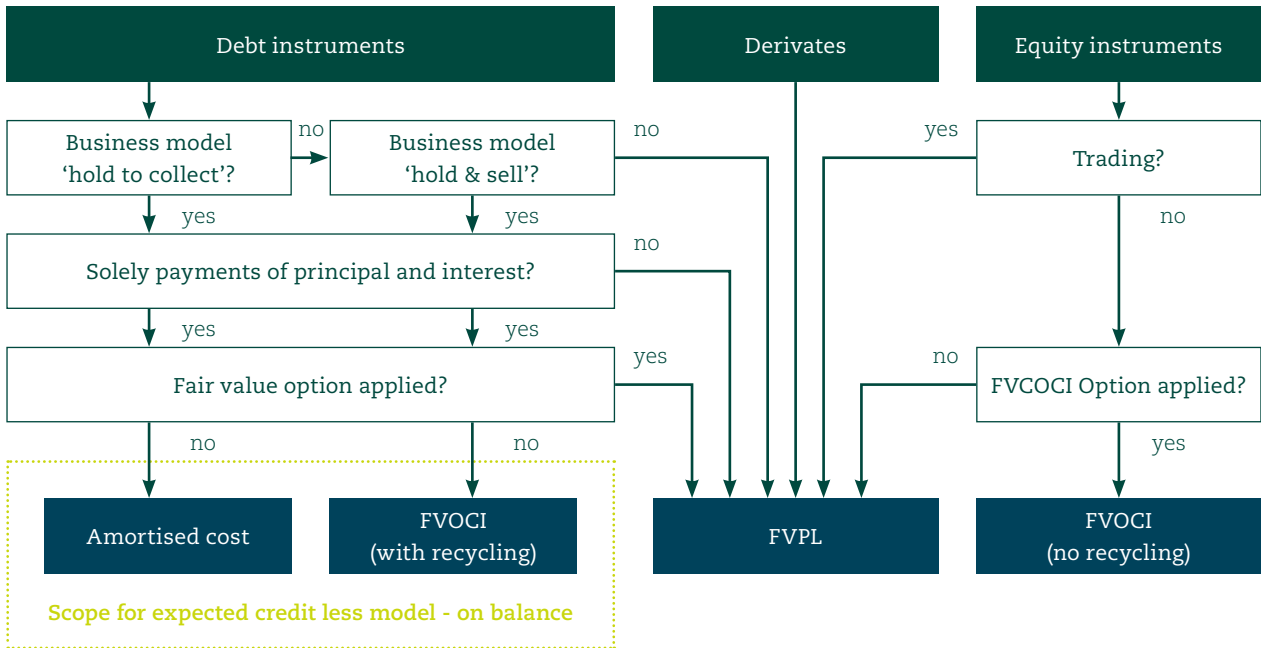 Debt instruments
Derivates
Equity instruments
Business model
‘hold to collect’?
no
Business model
‘hold & sell’?
no
yes
Trading?
yes
yes
no
Solely payments of principal and interest?
no
yes
yes
Fair value option applied?
yes
no
FVCOCI Option applied?
no
no
yes
Amortised cost
FVOCI
(with recycling)
FVPL
FVOCI
(no recycling)
Scope for expected credit less model - on balance